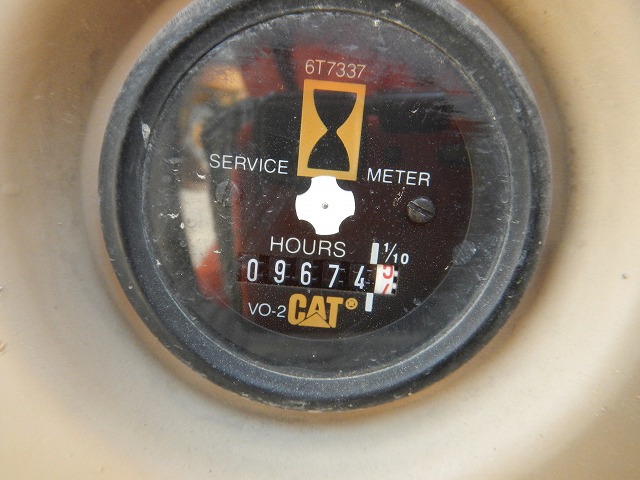 6T7337
SERVICE METER
HOURS 1/10
09674
VO-2 CAT®